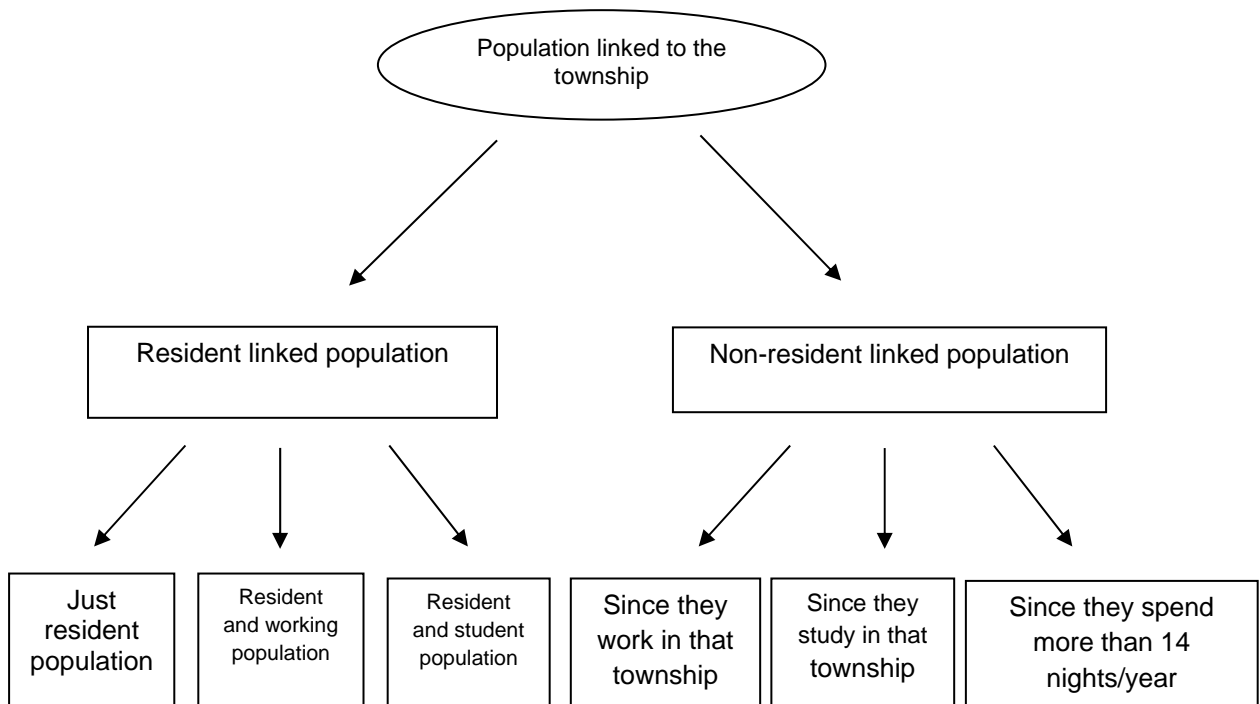 Population linked to the
township
Resident linked population
Non-resident linked population
Just
resident
population
Resident
and working
population
Resident
and student
population
Since they
work in that
township
Since they
study in that
township
Since they spend
more than 14
nights/year